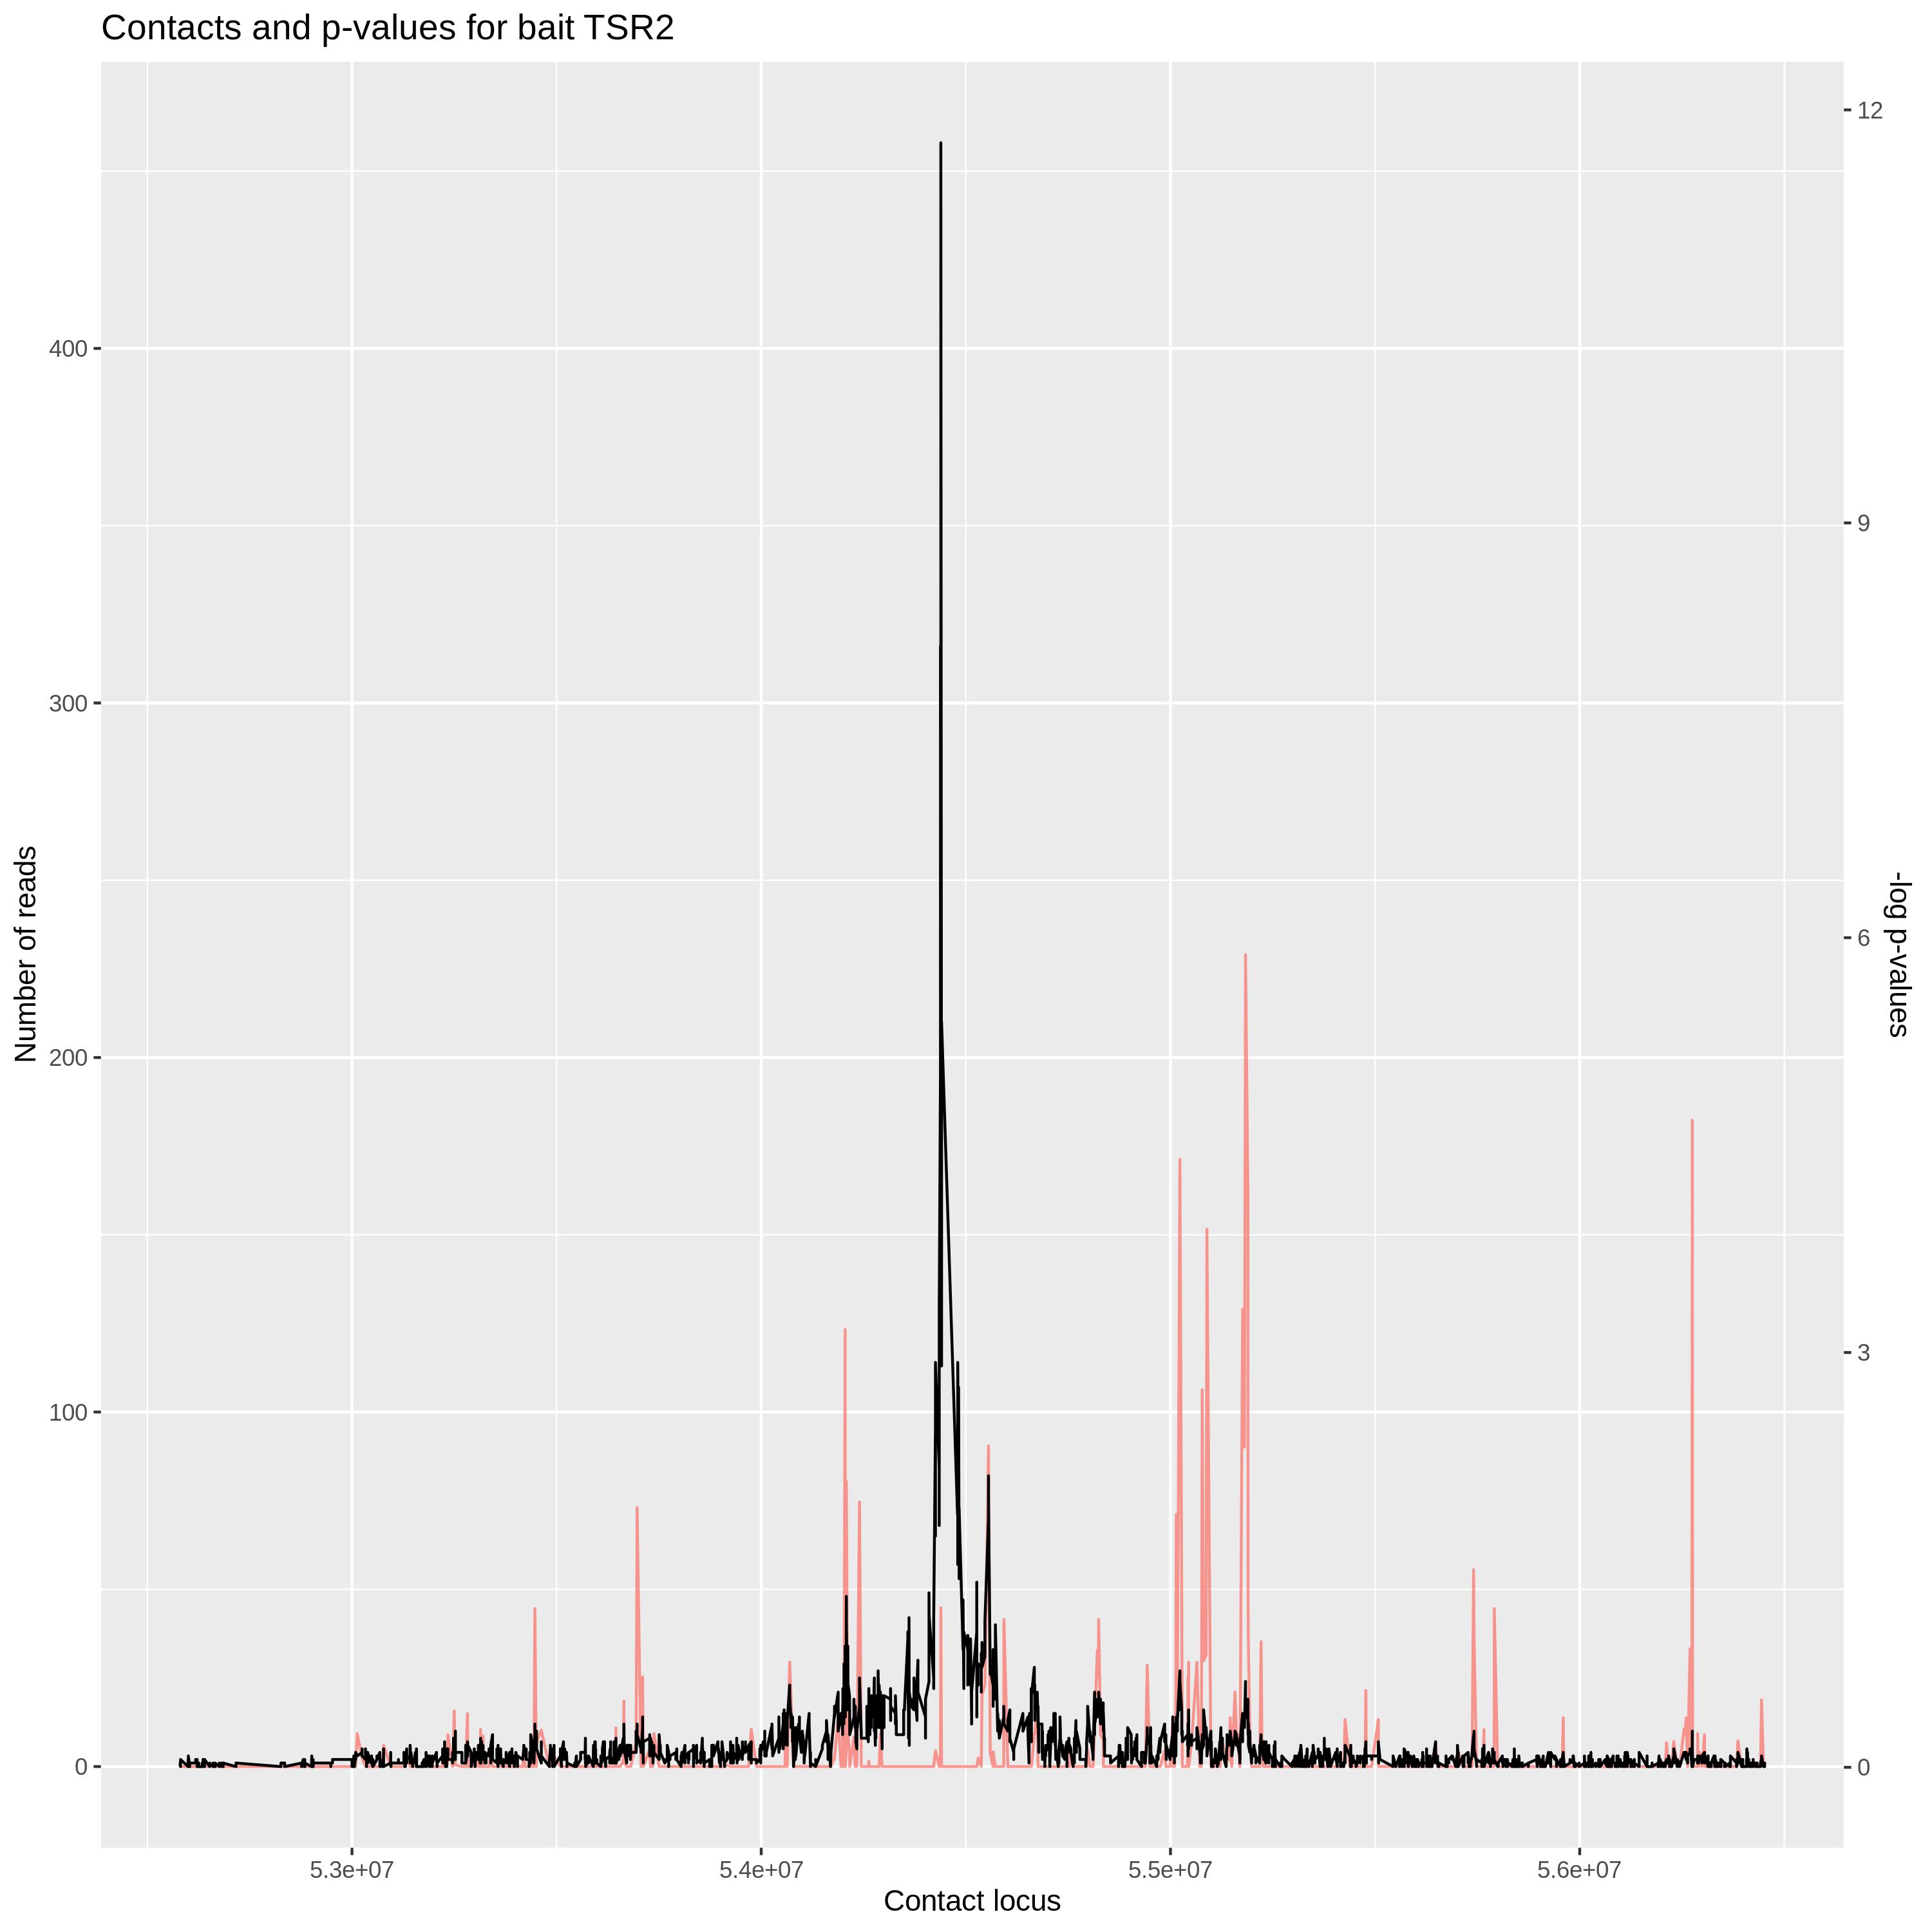 Contacts and p-values for bait TSR2
12
400
9
300
6
200
3
100
0
0
Number of reads
-log p-values
5.3e+07
5.4e+07
5.5e+07
5.6e+07
Contact locus